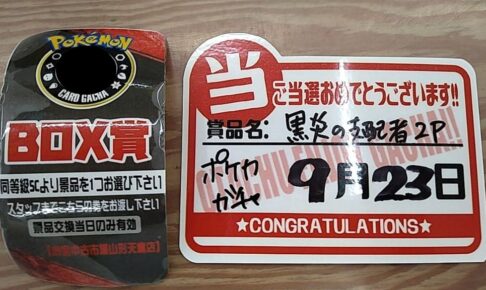 POKÉMON
CARD GACHA
BOX賞
同等級SCより景品を1つお選び下さい
スタッフまでこちらの券をお渡し下さい
景品交換当日のみ有効
当
ご当選おめでとうございます!!
賞品名: 黒炎の支配者2P
ポケカ
ガチャ
9月23日
★CONGRATULATIONS★